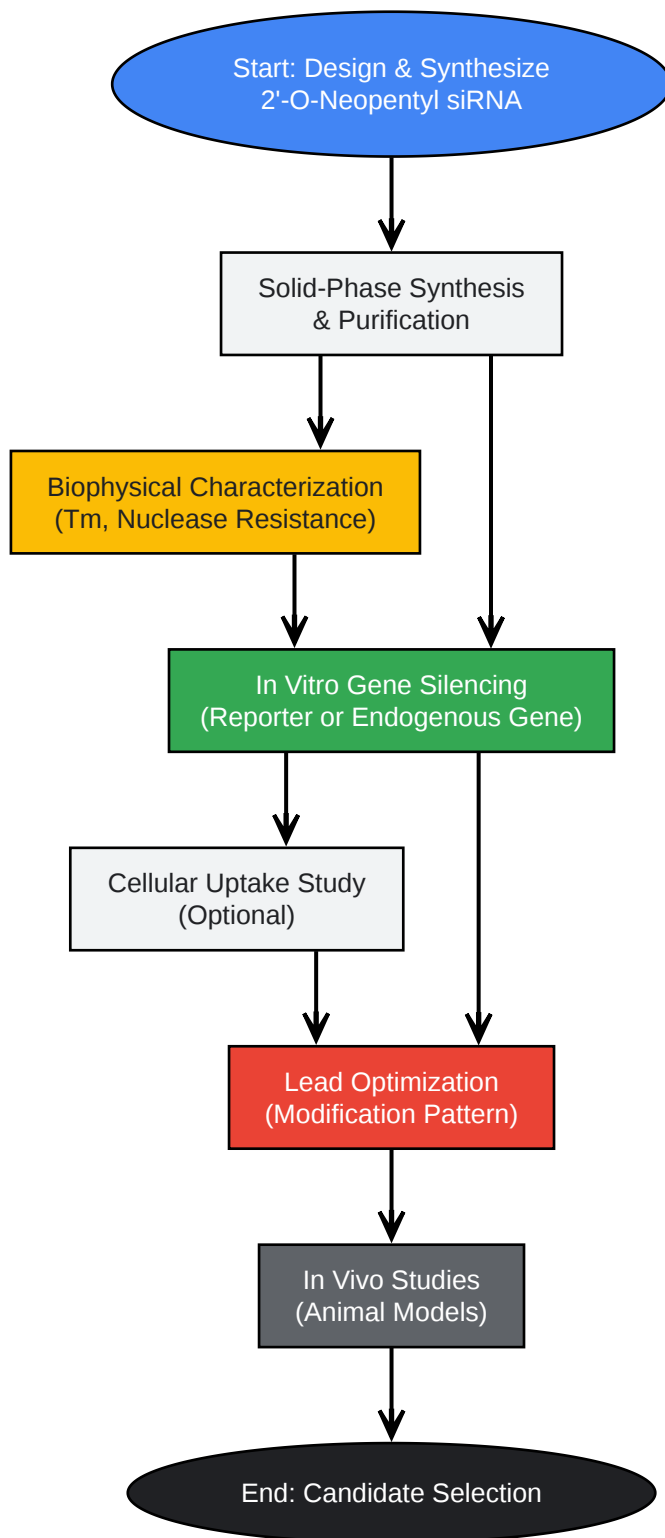 Start: Design & Synthesize
2'-O-Neopentyl siRNA
Solid-Phase Synthesis
& Purification
Biophysical Characterization
(Tm, Nuclease Resistance)
In Vitro Gene Silencing
(Reporter or Endogenous Gene)
Cellular Uptake Study
(Optional)
Lead Optimization
(Modification Pattern)
In Vivo Studies
(Animal Models)
End: Candidate Selection